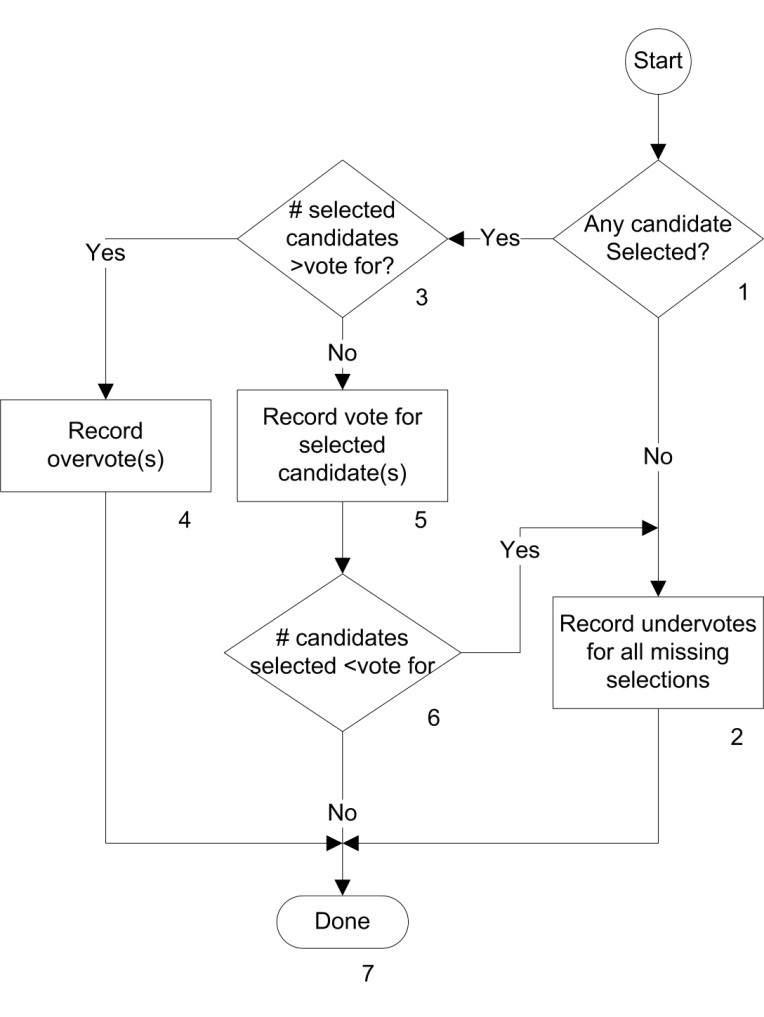 Start
Any candidate
Selected?
1
Yes
# selected
candidates
>vote for?
3
Yes
No
Record
overvote(s)
4
Record vote for
selected
candidate(s)
5
No
Yes
# candidates
selected <vote for
6
Record undervotes
for all missing
selections
2
No
Done
7